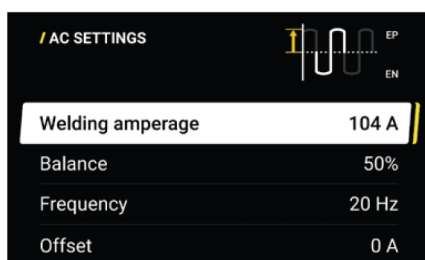 / AC SETTINGS
EP
EN
Welding amperage 104 A
Balance 50%
Frequency 20 Hz
Offset 0 A